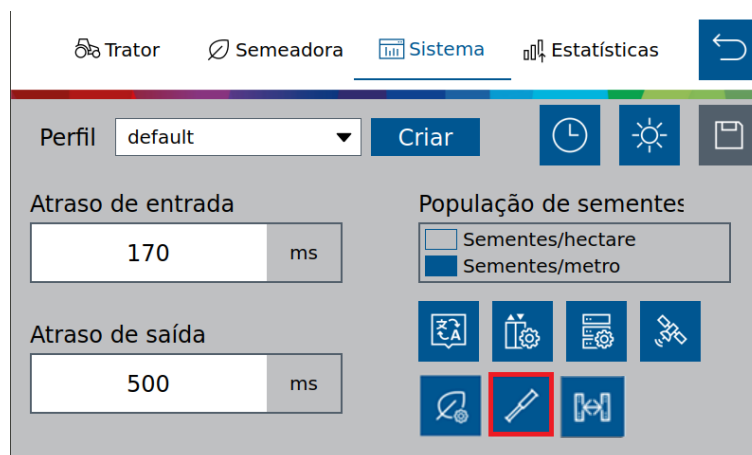 Trator Semeadora Sistema Estatísticas
Perfil default Criar
Atraso de entrada
170 ms
População de sementes
Sementes/hectare
Sementes/metro
Atraso de saída
500 ms